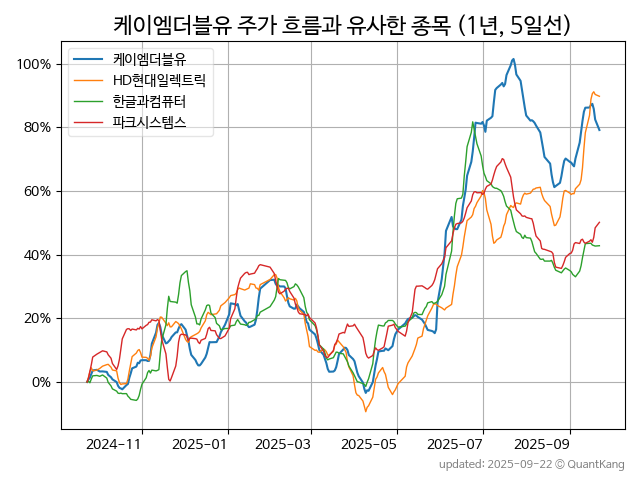 케이엠더블유 주가 흐름과 유사한 종목 (1년, 5일선)
케이엠더블유
HD현대일렉트릭
한글과컴퓨터
파크시스템스
100%
80%
60%
40%
20%
0%
2024-11 2025-01 2025-03 2025-05 2025-07 2025-09
updated: 2025-09-22 © QuantKang